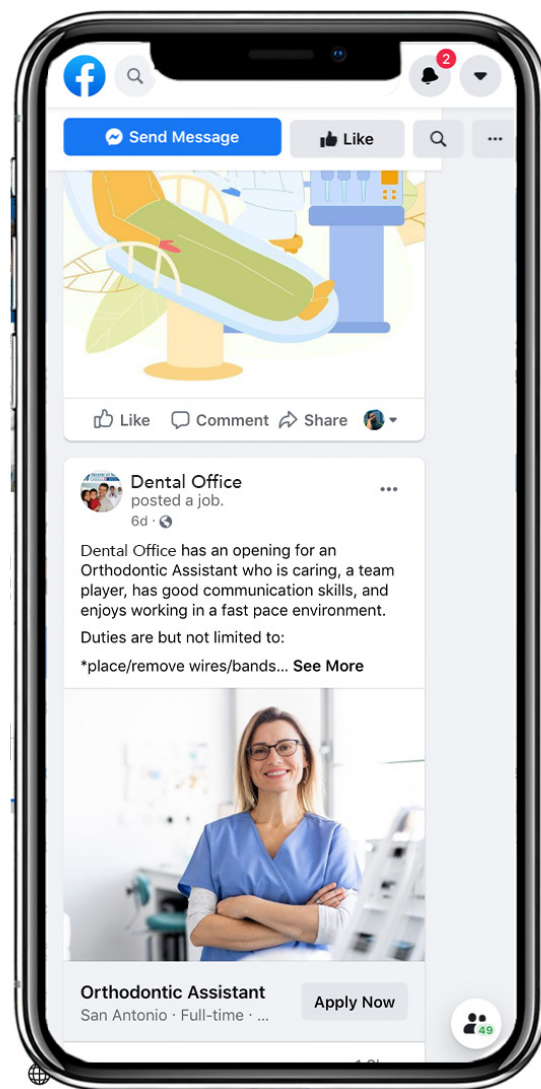 2
Send Message
Like
Like
Comment
Share
Dental Office
posted a job.
6d ·
Dental Office has an opening for an
Orthodontic Assistant who is caring, a team
player, has good communication skills, and
enjoys working in a fast pace environment.
Duties are but not limited to:
*place/remove wires/bands... See More
Orthodontic Assistant
San Antonio · Full-time · ...
Apply Now
49